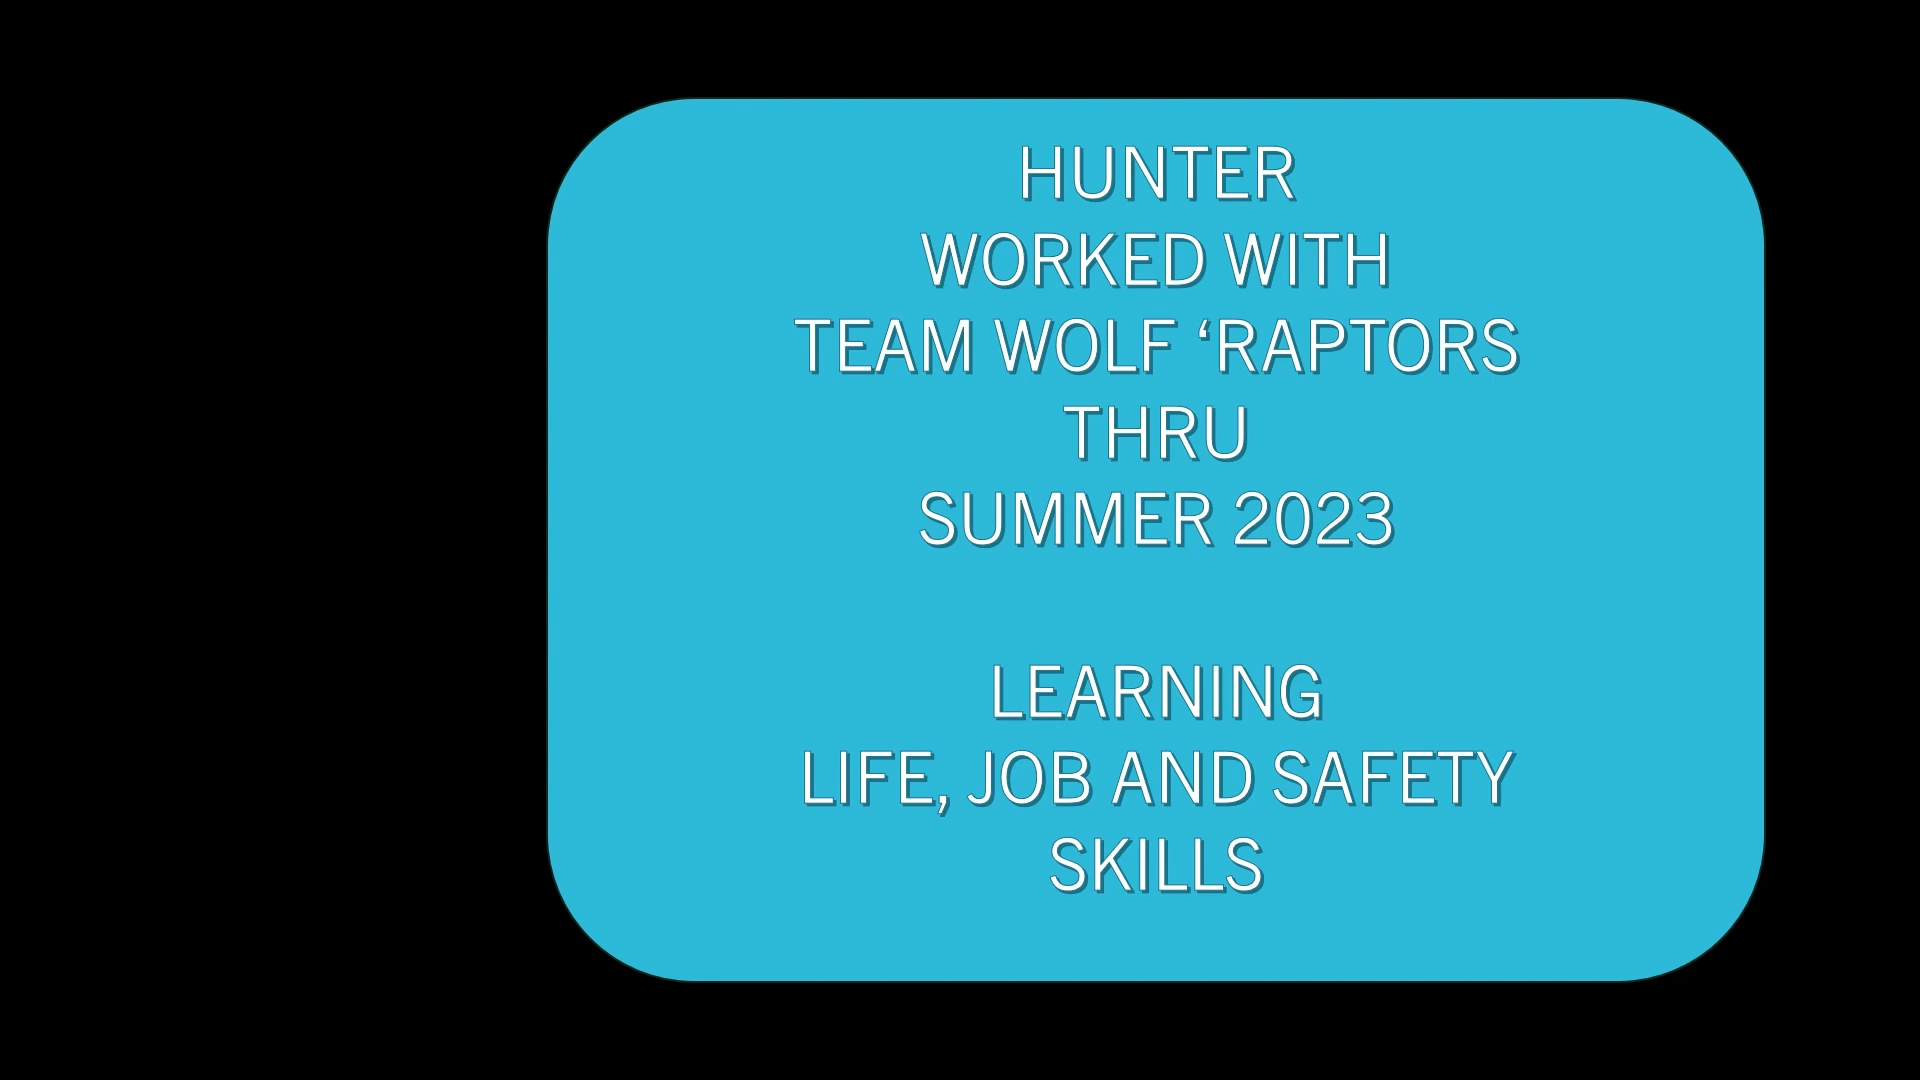 HUNTER
WORKED WITH
TEAM WOLF ‘RAPTORS
THRU
SUMMER 2023
LEARNING
LIFE, JOB AND SAFETY
SKILLS